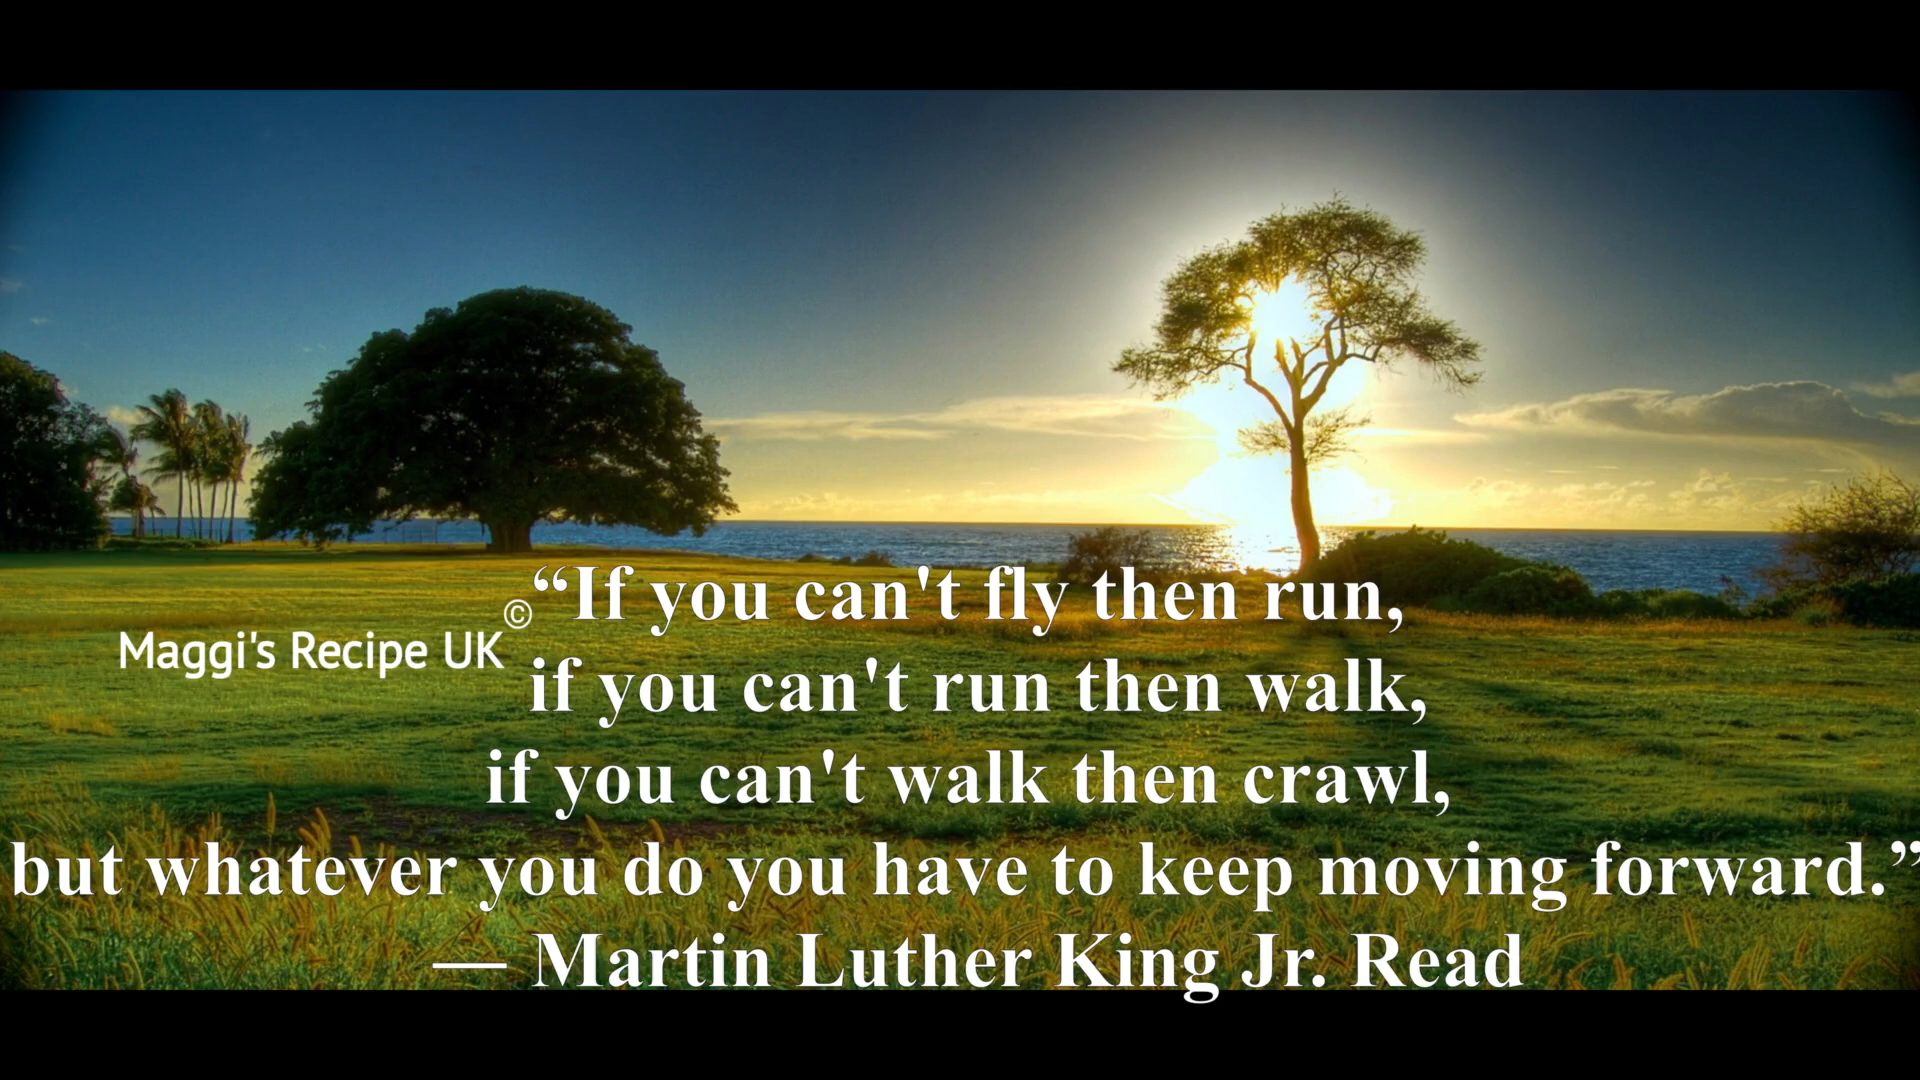 “If you can't fly then run,
©
Maggi's Recipe UK
if you can't run then walk,
if you can't walk then crawl,
but whatever you do you have to keep moving forward.”
— Martin Luther King Jr. Read